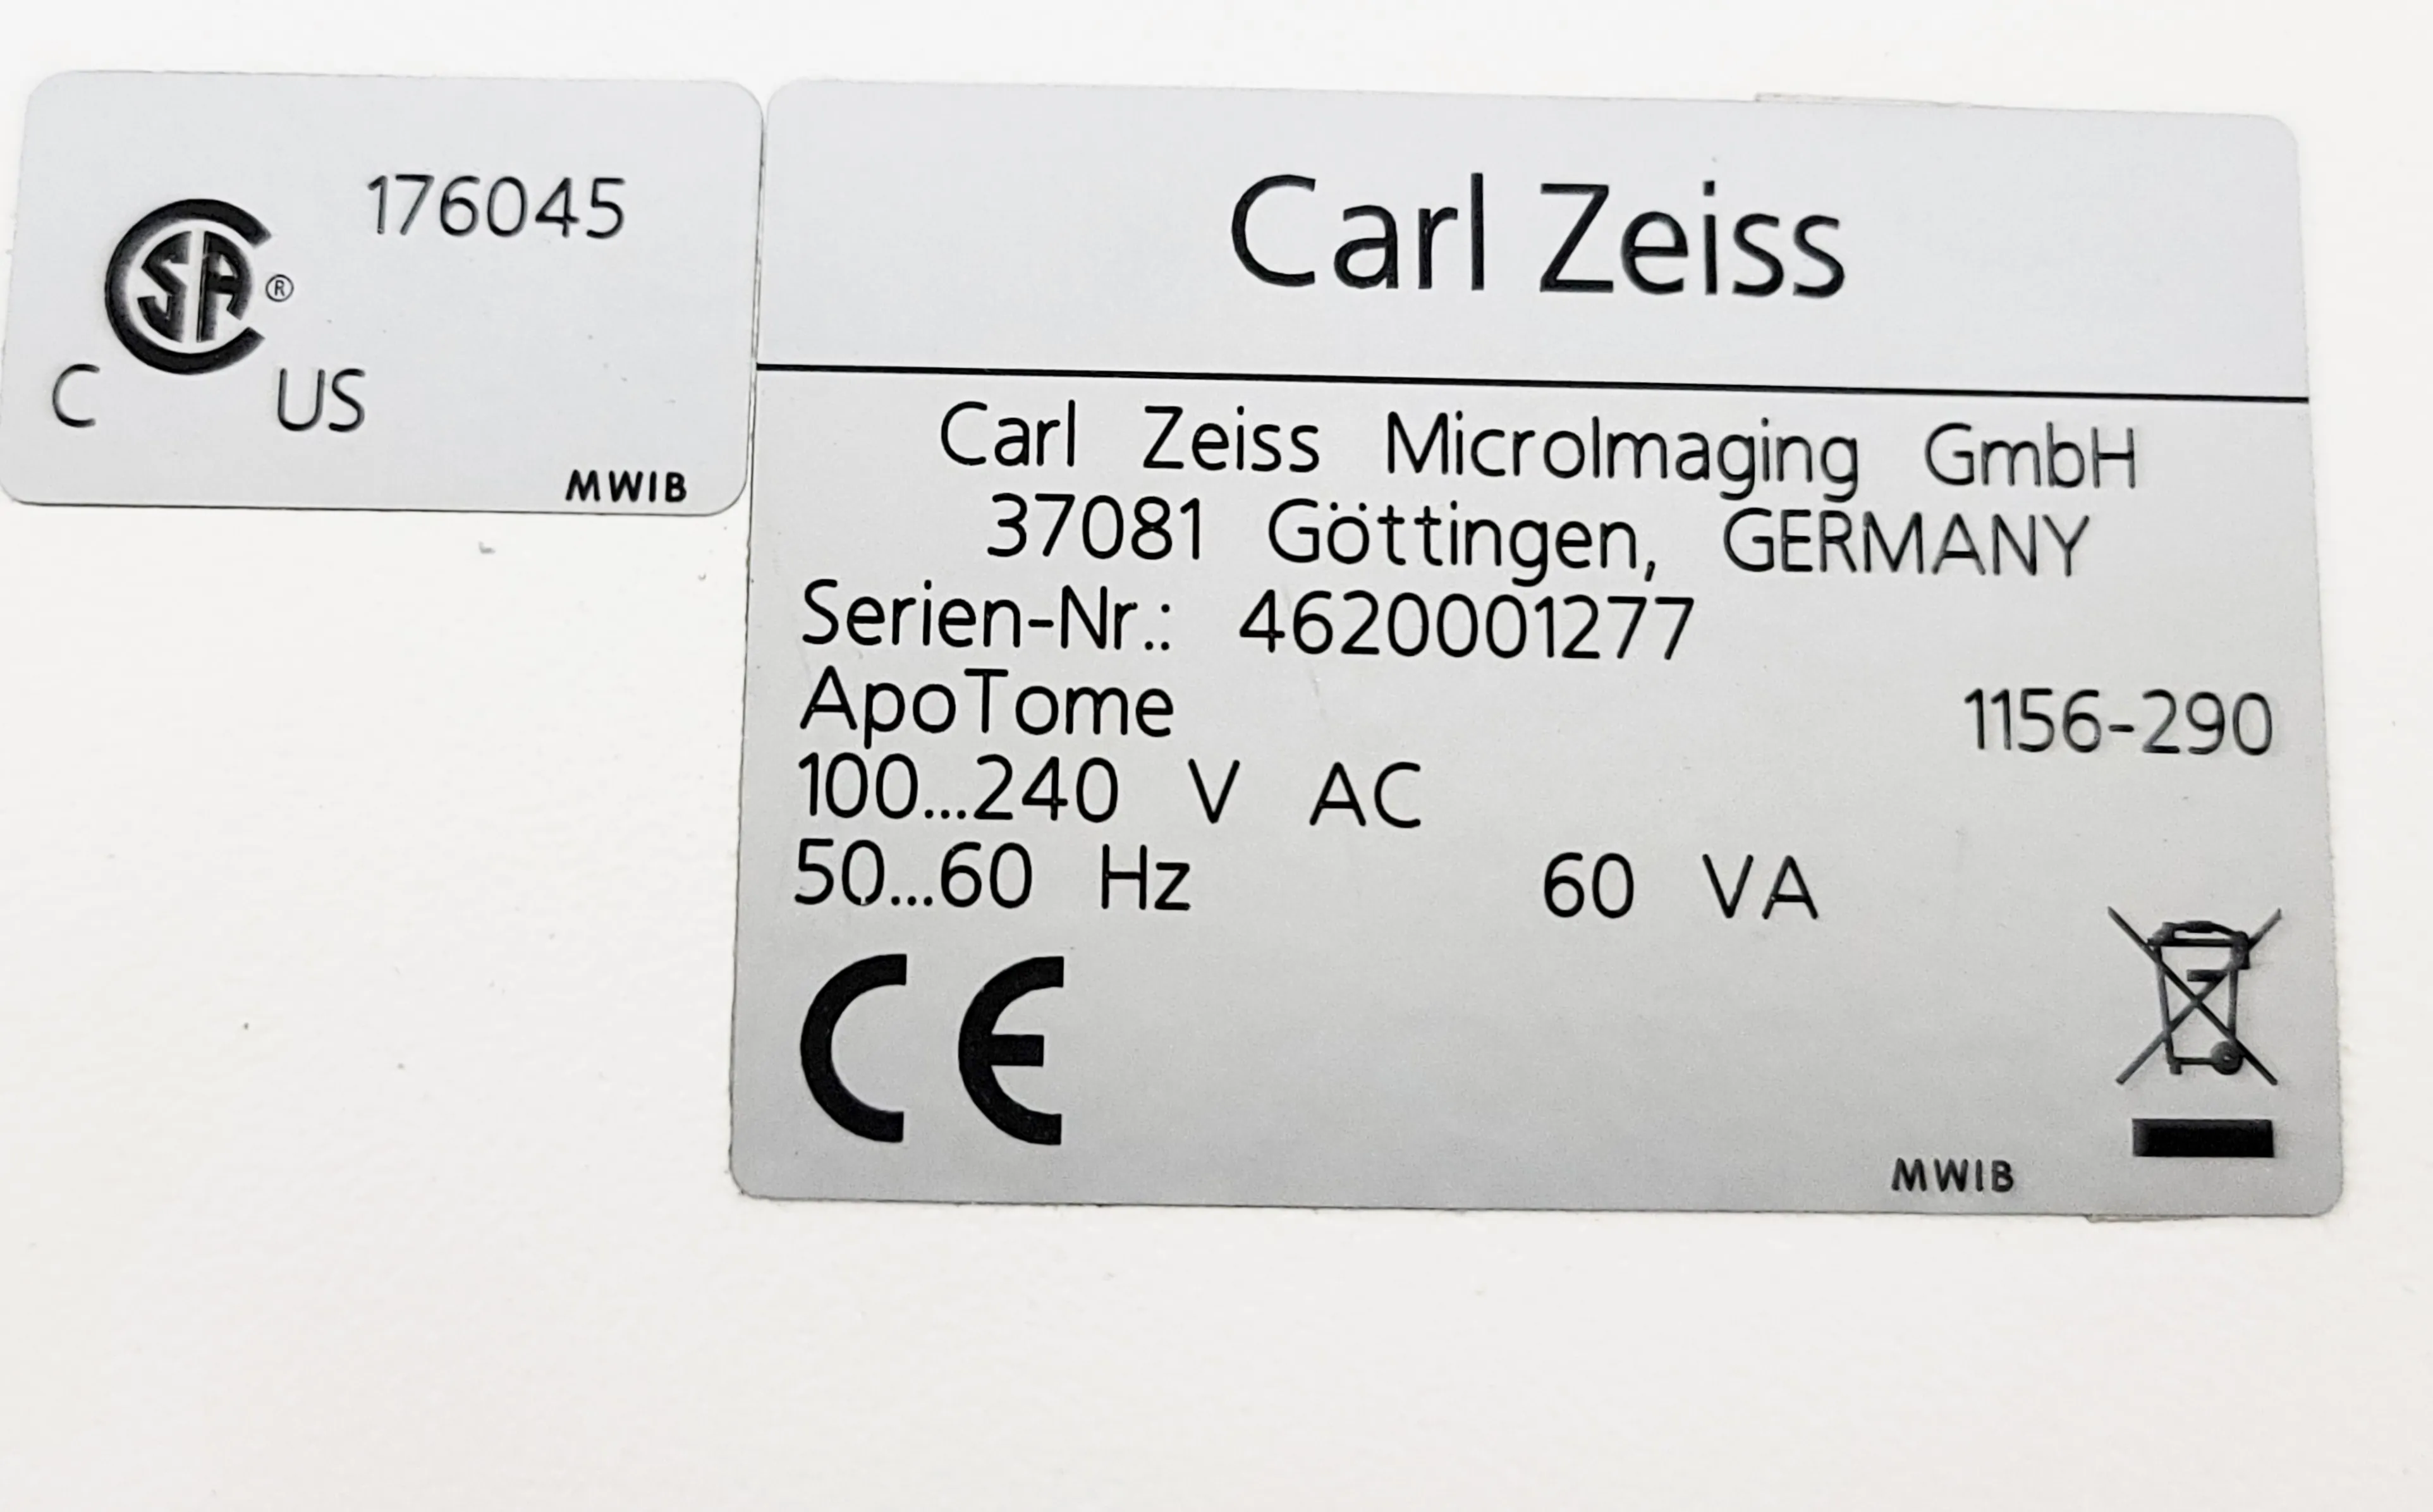 176045
CSA®
C US
MWIB
Carl Zeiss
Carl Zeiss MicroImaging GmbH
37081 Göttingen, GERMANY
Serien-Nr.: 4620001277
ApoTome 1156-290
100...240 V AC
50...60 Hz 60 VA
CE
MWIB